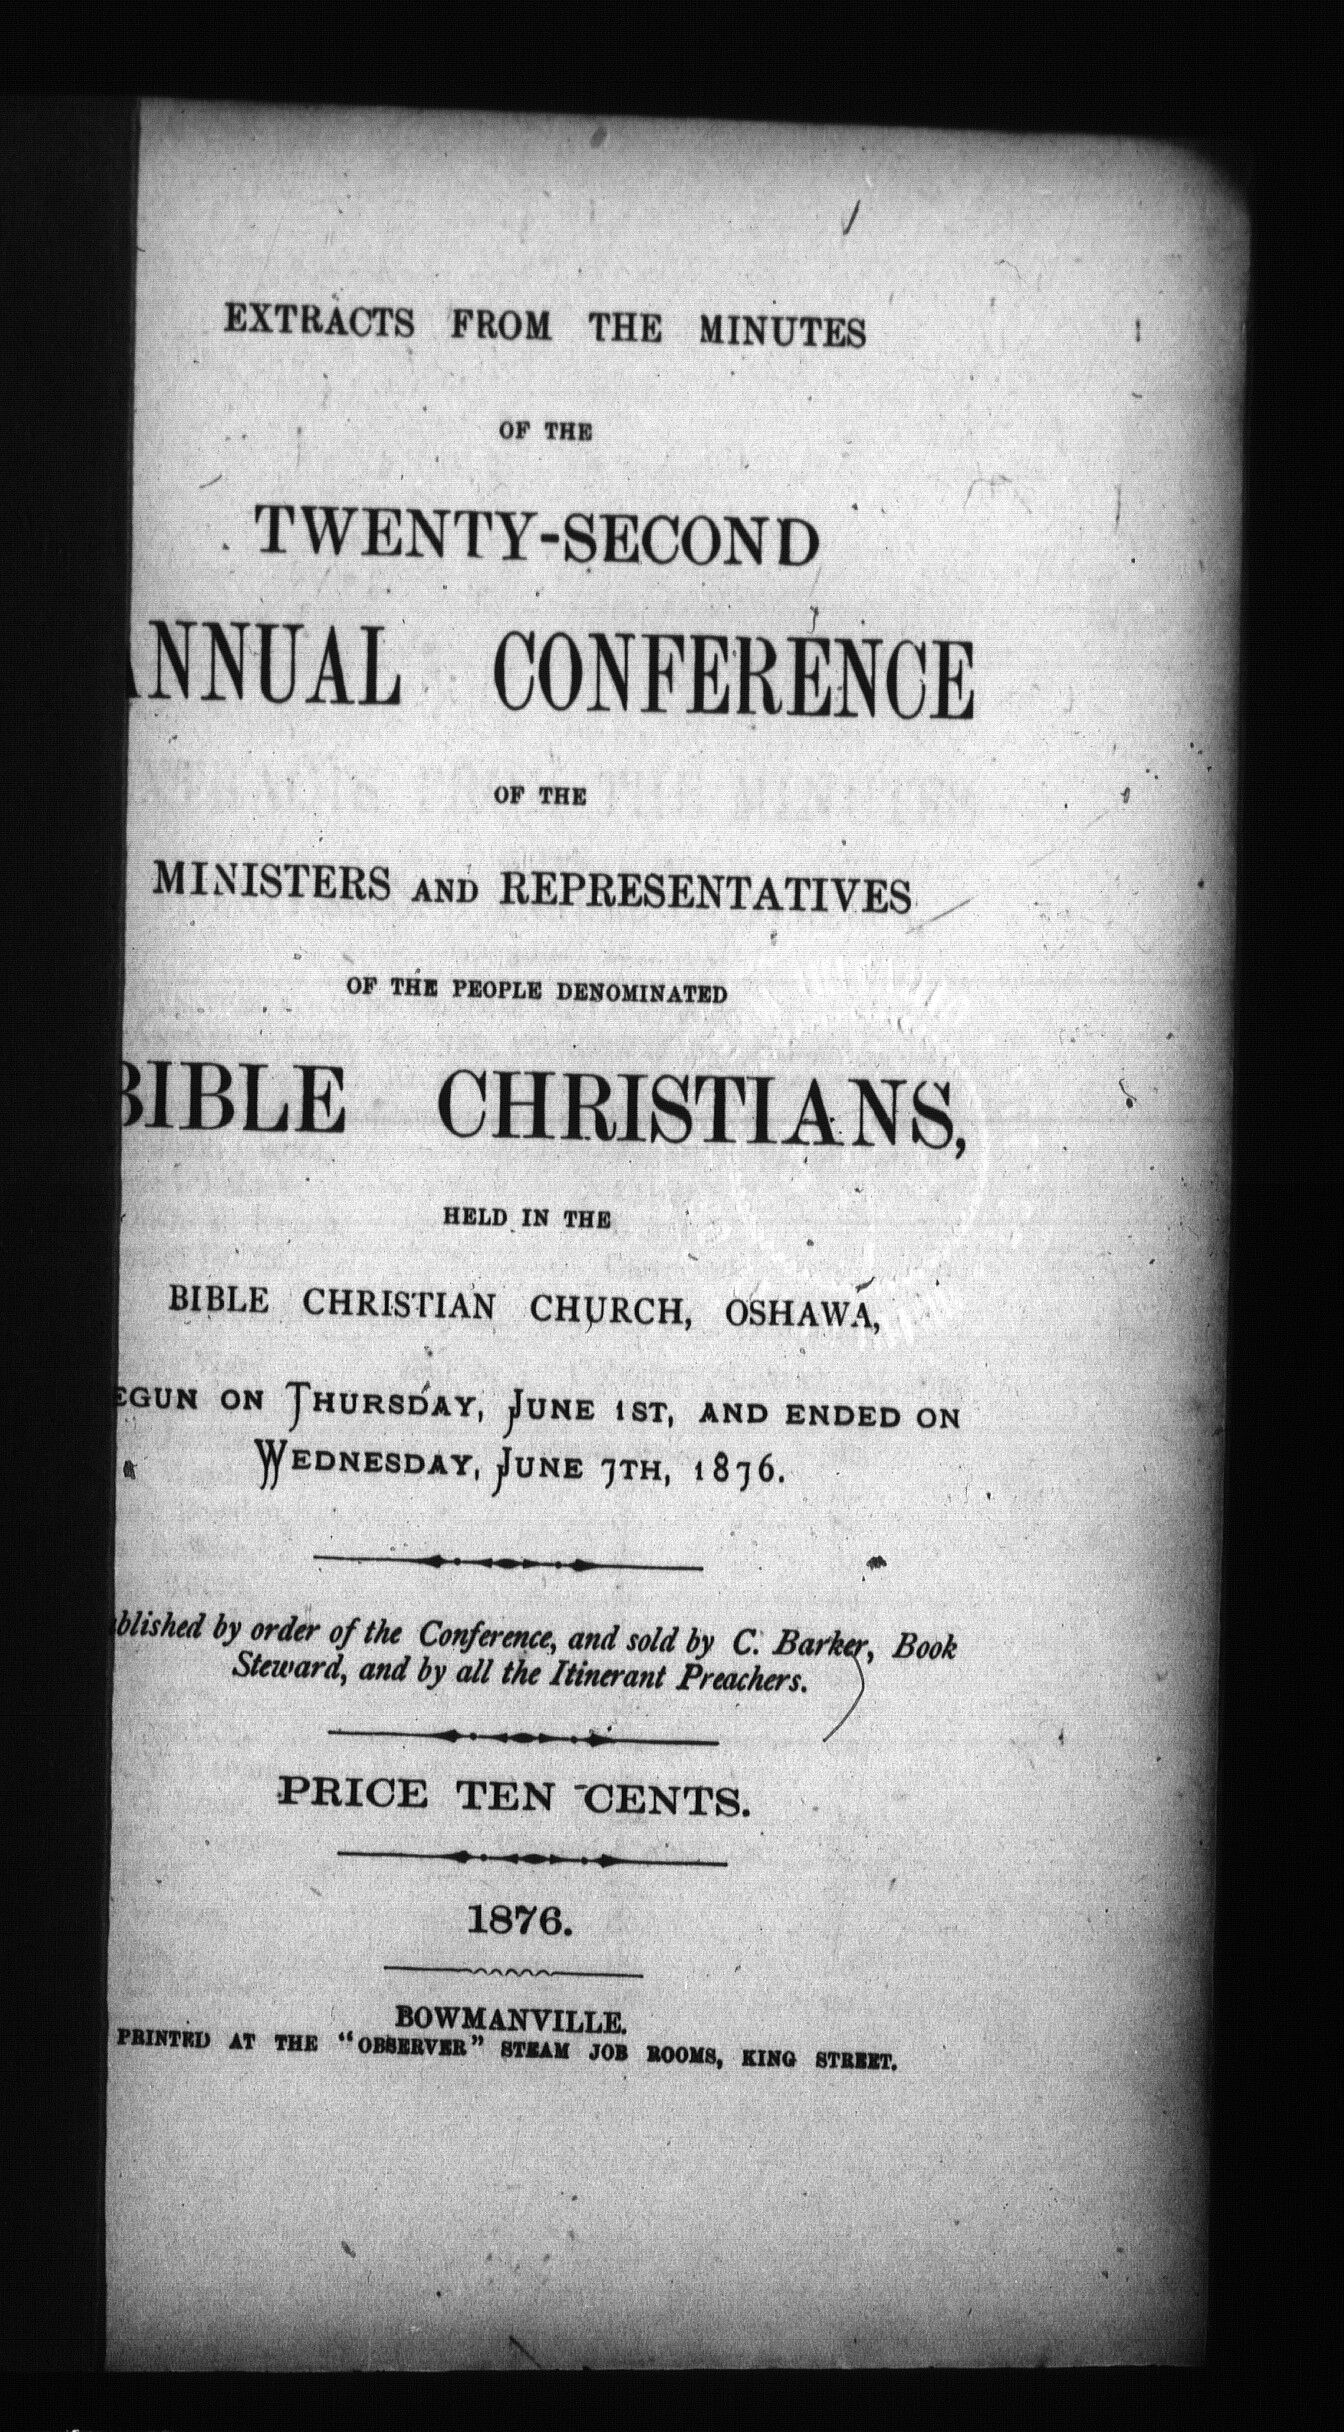 EXTRACTS FROM THE MINUTES
OF THE
TWENTY-SECOND
ANNUAL CONFERENCE
OF THE
MINISTERS AND REPRESENTATIVES
OF THE PEOPLE DENOMINATED
BIBLE CHRISTIANS,
HELD IN THE
BIBLE CHRISTIAN CHURCH, OSHAWA,
EGUN ON THURSDAY, JUNE 1ST, AND ENDED ON
WEDNESDAY, JUNE 7TH, 1876.
blished by order of the Conference, and sold by C. Barker, Book
Steward, and by all the Itinerant Preachers.
PRICE TEN CENTS.
1876.
BOWMANVILLE.
PRINTED AT THE "OBSERVER" STEAM JOB ROOMS, KING STREET.